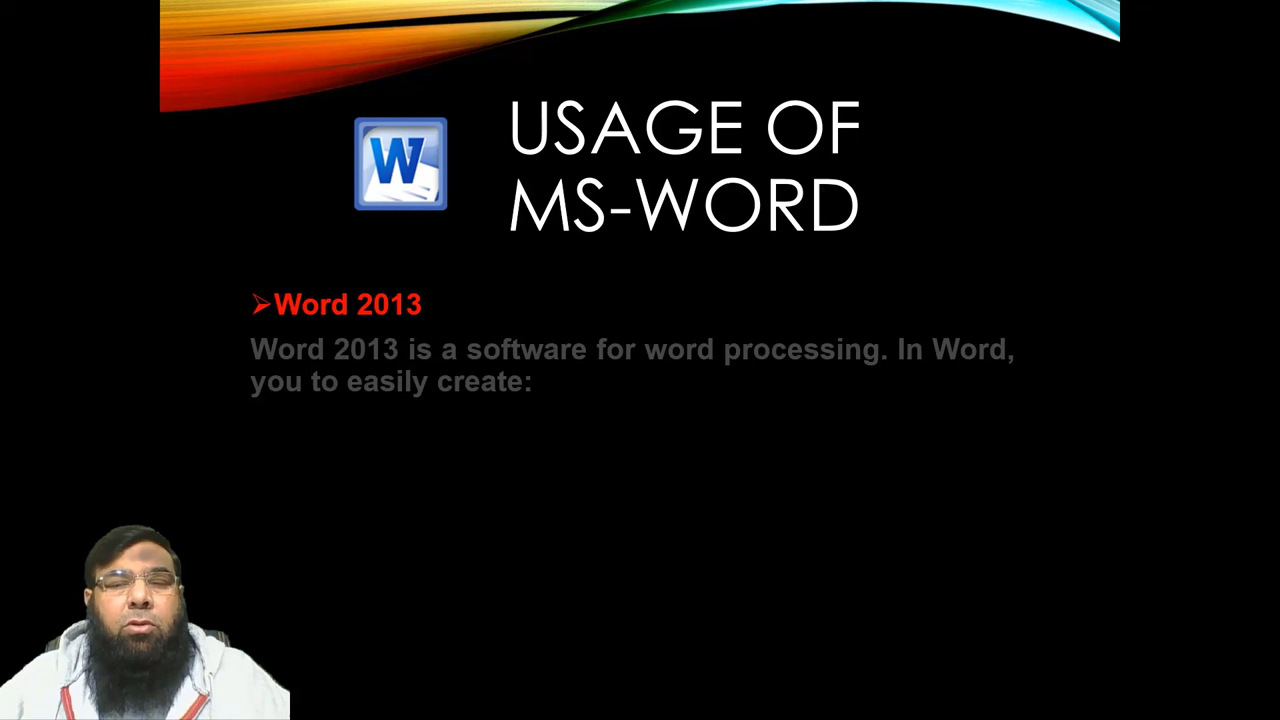 W
USAGE OF
MS-WORD
➢Word 2013
Word 2013 is a software for word processing. In Word,
you to easily create: